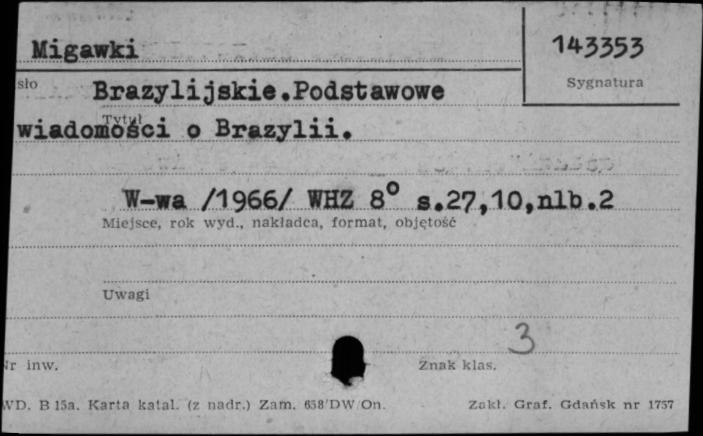 Migawki
143353
sło
Sygnatura
Brazylijskie.Podstawowe
Tytuł
wiadomości o Brazylii.
W-wa /1966/ WHZ 8° s.27,10,nlb.2
Miejsce, rok wyd., nakładca, format, objętość
Uwagi
3
Nr inw.
Znak klas.
WD. B 15a. Karta katal. (z nadr.) Zam. 658/DW/On.
Zakł. Graf. Gdańsk nr 1757